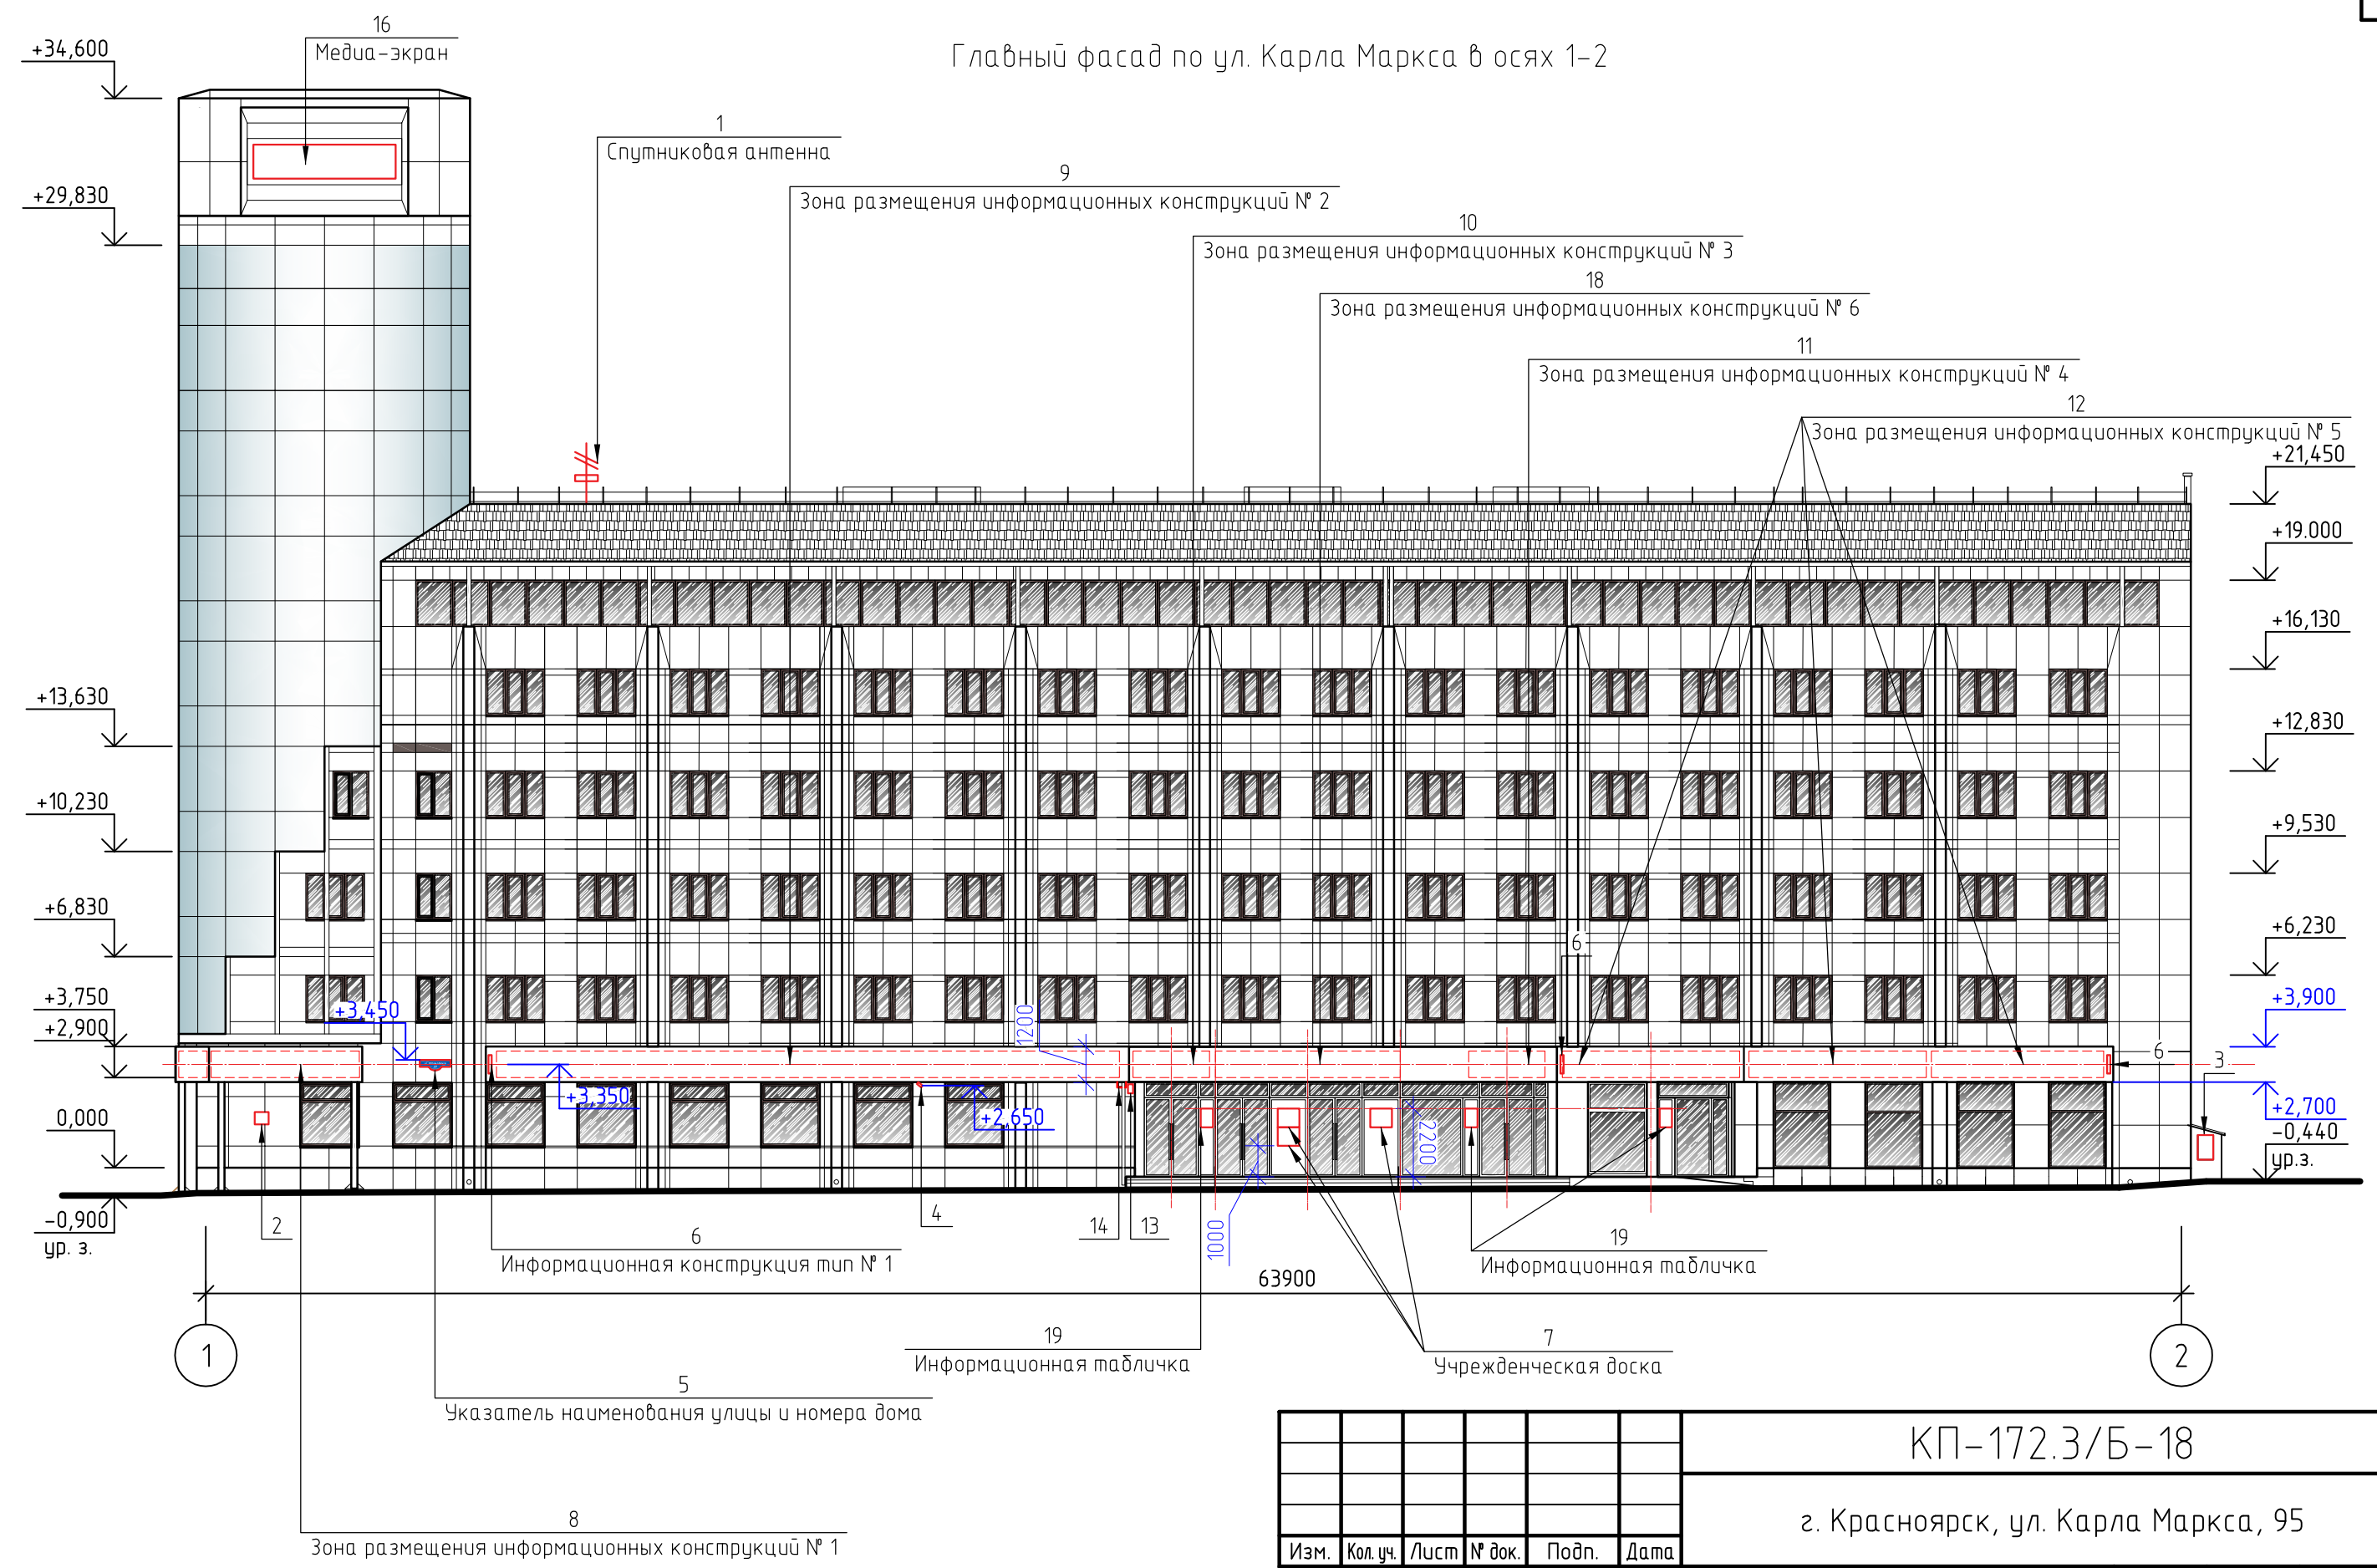 16
Медиа-экран
+34,600
Главный фасад по ул. Карла Маркса в осях 1-2
1
Спутниковая антенна
9
Зона размещения информационных конструкций № 2
+29,830
10
Зона размещения информационных конструкций № 3
18
Зона размещения информационных конструкций № 6
11
Зона размещения информационных конструкций № 4
12
Зона размещения информационных конструкций № 5
+21,450
+19.000
+16,130
+13,630
+12,830
+10,230
+9,530
+6,830
+6,230
6
+3,750
+3,450
+3,900
1200
+2,900
6
3
+3,350
+2,650
+2,700
0,000
2200
-0,440
ур.з.
-0,900
ур. з.
2
4
14
13
1000
6
Информационная конструкция тип № 1
19
Информационная табличка
63900
1
2
19
Информационная табличка
7
Учрежденческая доска
5
Указатель наименования улицы и номера дома
КП-172.3/Б-18
8
Зона размещения информационных конструкций № 1
г. Красноярск, ул. Карла Маркса, 95
Изм. Кол. уч. Лист № док. Подп. Дата